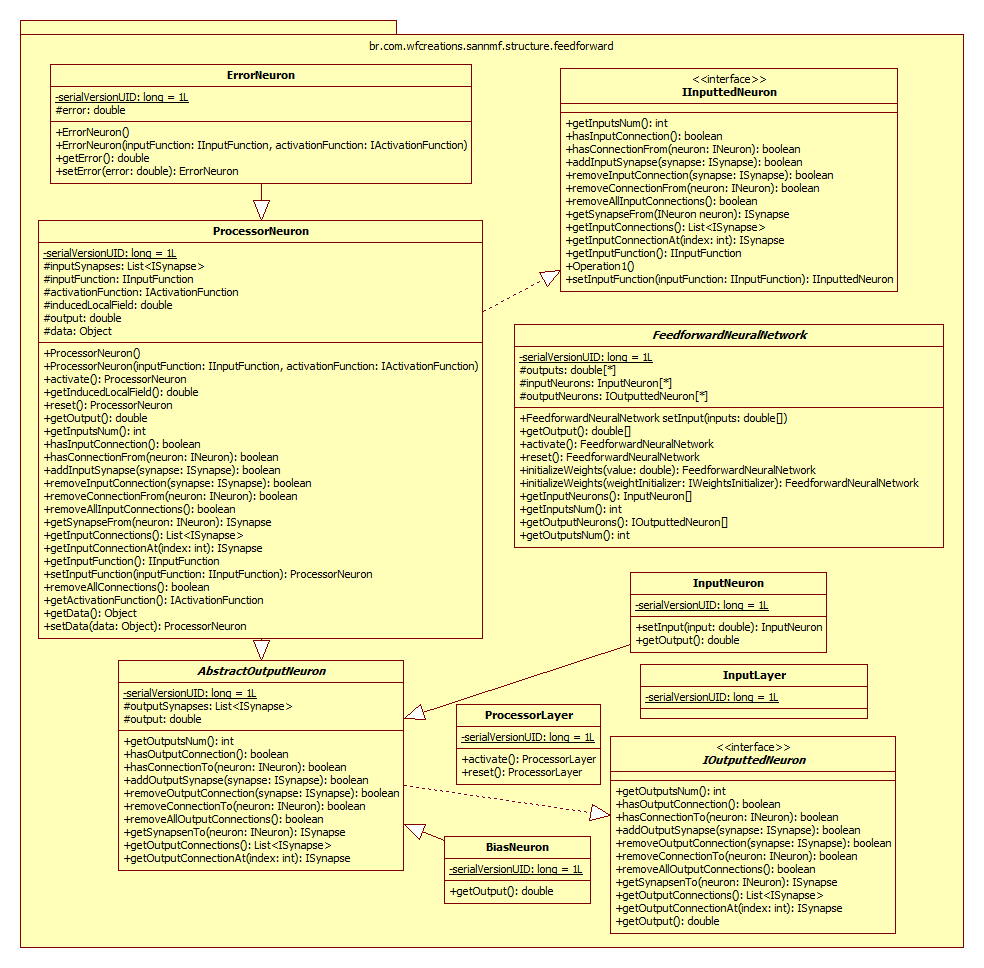 br.com.wfcreations.sannmf.structure.feedforward
ErrorNeuron
-serialVersionUID: long = 1L
#error: double
+ErrorNeuron()
+ErrorNeuron(inputFunction: IInputFunction, activationFunction: IActivationFunction)
+getError(): double
+setError(error: double): ErrorNeuron
<<interface>>
IInputtedNeuron
+getInputsNum(): int
+hasInputConnection(): boolean
+hasConnectionFrom(neuron: INeuron): boolean
+addInputSynapse(synapse: ISynapse): boolean
+removeInputConnection(synapse: ISynapse): boolean
+removeConnectionFrom(neuron: INeuron): boolean
+removeAllInputConnections(): boolean
+getSynapseFrom(INeuron neuron): ISynapse
+getInputConnections(): List<ISynapse>
+getInputConnectionAt(index: int): ISynapse
+getInputFunction(): IInputFunction
+Operation1()
+setInputFunction(inputFunction: IInputFunction): IInputtedNeuron
ProcessorNeuron
-serialVersionUID: long = 1L
#inputSynapses: List<ISynapse>
#inputFunction: IInputFunction
#activationFunction: IActivationFunction
#inducedLocalField: double
#output: double
#data: Object
+ProcessorNeuron()
+ProcessorNeuron(inputFunction: IInputFunction, activationFunction: IActivationFunction)
+activate(): ProcessorNeuron
+getInducedLocalField(): double
+reset(): ProcessorNeuron
+getOutput(): double
+getInputsNum(): int
+hasInputConnection(): boolean
+hasConnectionFrom(neuron: INeuron): boolean
+addInputSynapse(synapse: ISynapse): boolean
+removeInputConnection(synapse: ISynapse): boolean
+removeConnectionFrom(neuron: INeuron): boolean
+removeAllInputConnections(): boolean
+getSynapseFrom(neuron: INeuron): ISynapse
+getInputConnections(): List<ISynapse>
+getInputConnectionAt(index: int): ISynapse
+getInputFunction(): IInputFunction
+setInputFunction(inputFunction: IInputFunction): ProcessorNeuron
+removeAllConnections(): boolean
+getActivationFunction(): IActivationFunction
+getData(): Object
+setData(data: Object): ProcessorNeuron
FeedforwardNeuralNetwork
-serialVersionUID: long = 1L
#outputs: double[*]
#inputNeurons: InputNeuron[*]
#outputNeurons: IOutputtedNeuron[*]
+FeedforwardNeuralNetwork setInput(inputs: double[])
+getOutput(): double[]
+activate(): FeedforwardNeuralNetwork
+reset(): FeedforwardNeuralNetwork
+initializeWeights(value: double): FeedforwardNeuralNetwork
+initializeWeights(weightInitializer: IWeightsInitializer): FeedforwardNeuralNetwork
+getInputNeurons(): InputNeuron[]
+getInputsNum(): int
+getOutputNeurons(): IOutputtedNeuron[]
+getOutputsNum(): int
InputNeuron
-serialVersionUID: long = 1L
+setInput(input: double): InputNeuron
+getOutput(): double
AbstractOutputNeuron
-serialVersionUID: long = 1L
#outputSynapses: List<ISynapse>
#output: double
+getOutputsNum(): int
+hasOutputConnection(): boolean
+hasConnectionTo(neuron: INeuron): boolean
+addOutputSynapse(synapse: ISynapse): boolean
+removeOutputConnection(synapse: ISynapse): boolean
+removeConnectionTo(neuron: INeuron): boolean
+removeAllOutputConnections(): boolean
+getSynapsenTo(neuron: INeuron): ISynapse
+getOutputConnections(): List<ISynapse>
+getOutputConnectionAt(index: int): ISynapse
InputLayer
-serialVersionUID: long = 1L
ProcessorLayer
-serialVersionUID: long = 1L
+activate(): ProcessorLayer
+reset(): ProcessorLayer
<<interface>>
IOutputtedNeuron
+getOutputsNum(): int
+hasOutputConnection(): boolean
+hasConnectionTo(neuron: INeuron): boolean
+addOutputSynapse(synapse: ISynapse): boolean
+removeOutputConnection(synapse: ISynapse): boolean
+removeConnectionTo(neuron: INeuron): boolean
+removeAllOutputConnections(): boolean
+getSynapsenTo(neuron: INeuron): ISynapse
+getOutputConnections(): List<ISynapse>
+getOutputConnectionAt(index: int): ISynapse
+getOutput(): double
BiasNeuron
-serialVersionUID: long = 1L
+getOutput(): double